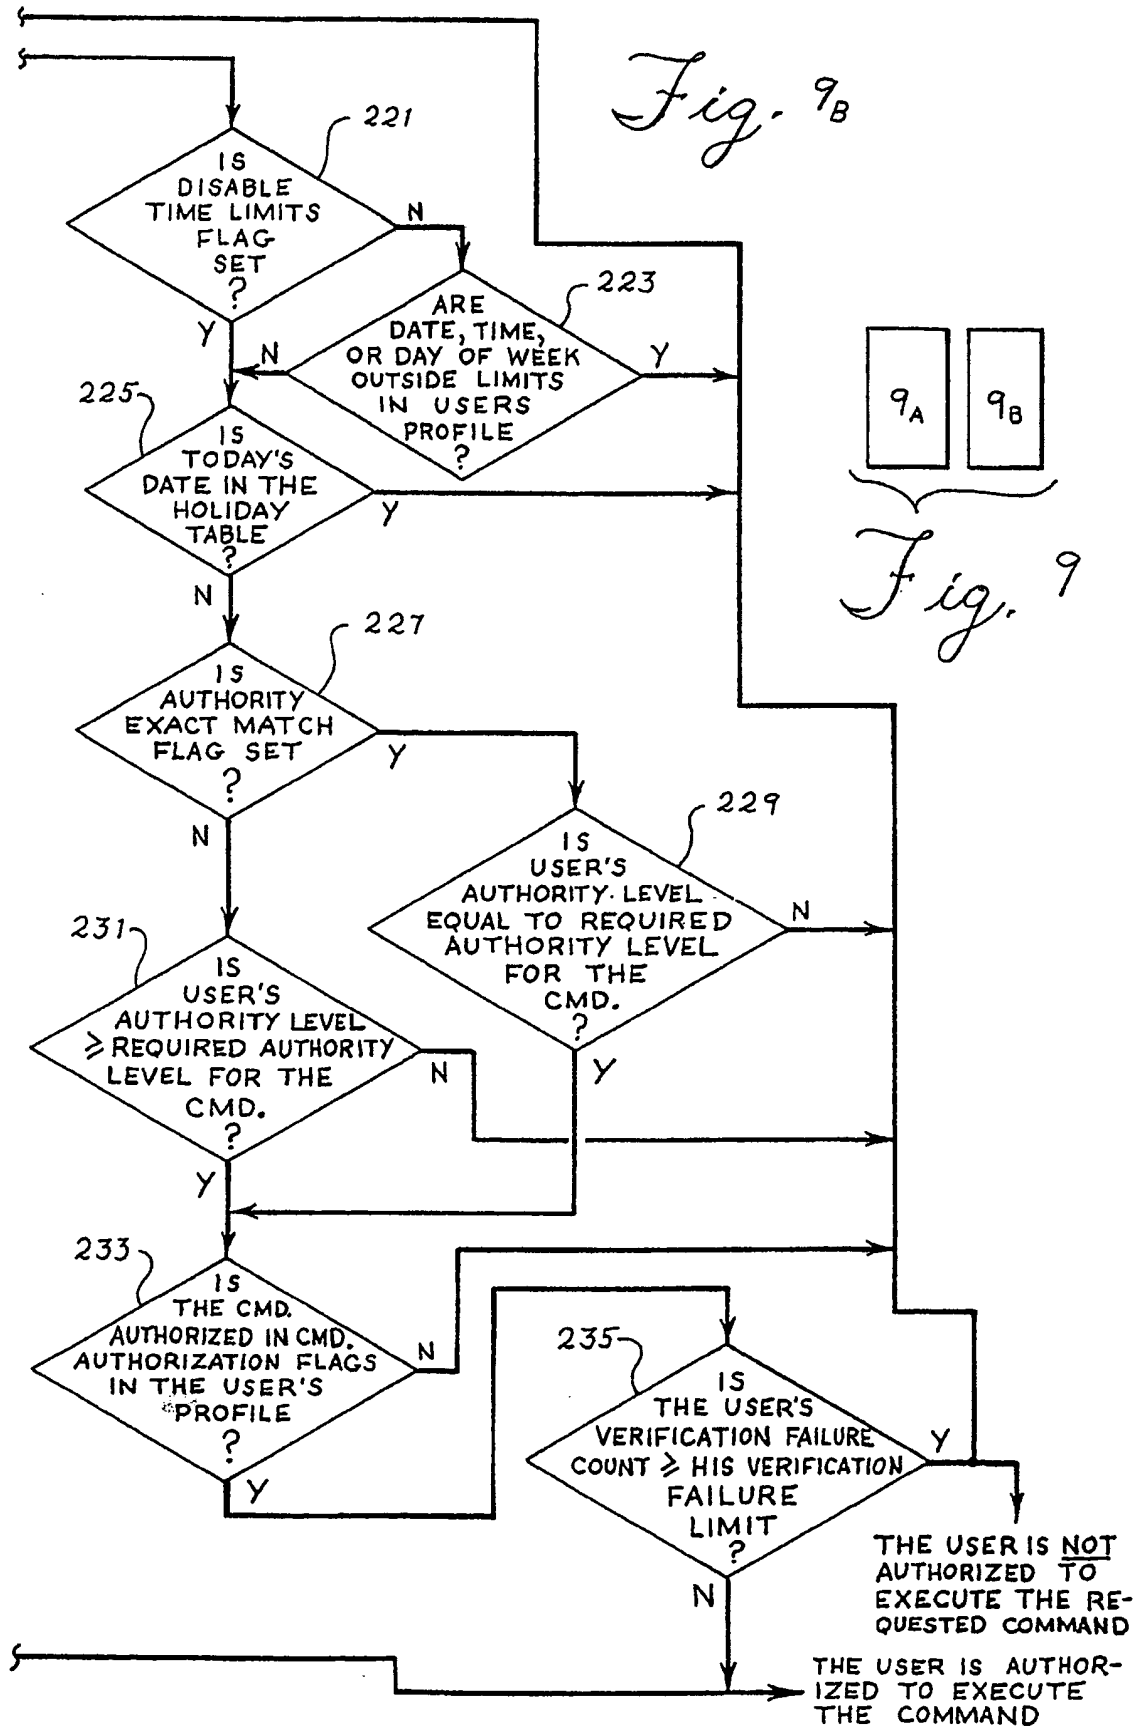 Fig. 9B
221
IS
DISABLE
TIME LIMITS
FLAG
SET
?
N
Y
223
ARE
DATE, TIME,
OR DAY OF WEEK
OUTSIDE LIMITS
IN USERS
PROFILE
?
N
Y
9A
9B
Fig. 9
225
IS
TODAY'S
DATE IN THE
HOLIDAY
TABLE
?
Y
N
227
IS
AUTHORITY
EXACT MATCH
FLAG SET
?
Y
N
229
IS
USER'S
AUTHORITY LEVEL
EQUAL TO REQUIRED
AUTHORITY LEVEL
FOR THE
CMD.
?
N
Y
231
IS
USER'S
AUTHORITY LEVEL
≥ REQUIRED AUTHORITY
LEVEL FOR THE
CMD.
?
N
Y
233
IS
THE CMD.
AUTHORIZED IN CMD.
AUTHORIZATION FLAGS
IN THE USER'S
PROFILE
?
N
Y
235
IS
THE USER'S
VERIFICATION FAILURE
COUNT ≥ HIS VERIFICATION
FAILURE
LIMIT
?
Y
N
THE USER IS NOT
AUTHORIZED TO
EXECUTE THE RE-
QUESTED COMMAND
THE USER IS AUTHOR-
IZED TO EXECUTE
THE COMMAND